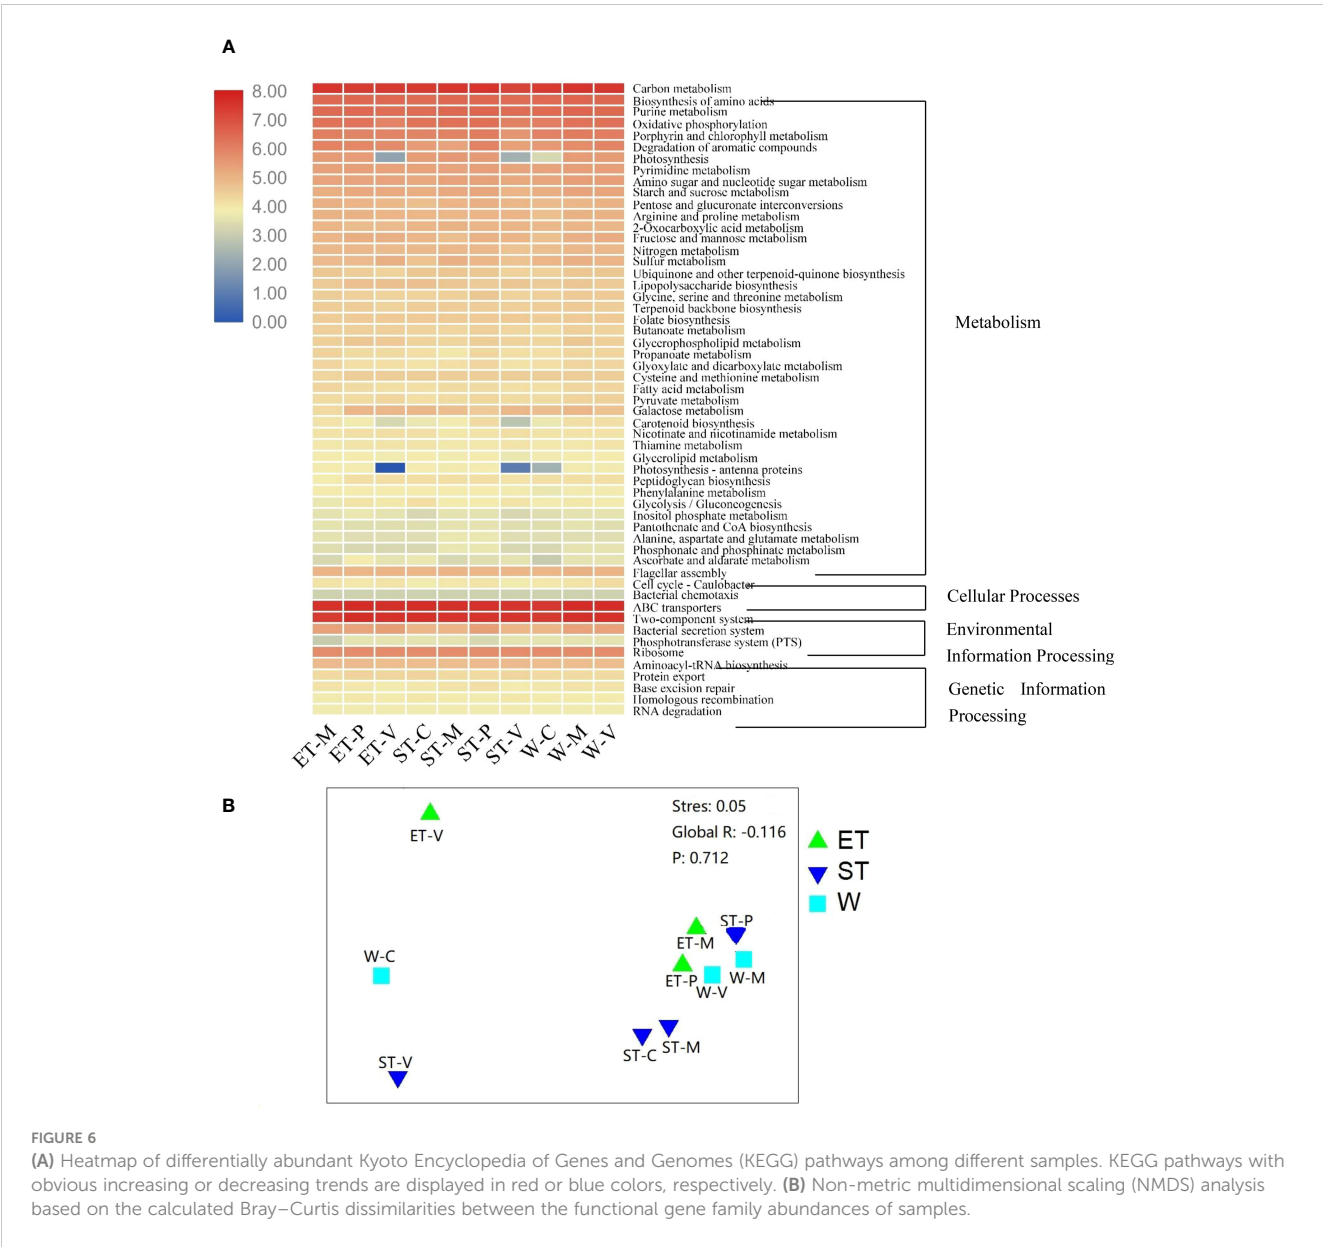 A
8.00
7.00
6.00
5.00
4.00
3.00
2.00
1.00
0.00
Carbon metabolism
Biosynthesis of amino acids
Purine metabolism
Oxidative phosphorylation
Porphyrin and chlorophyll metabolism
Degradation of aromatic compounds
Photosynthesis
Pyrimidine metabolism
Amino sugar and nucleotide sugar metabolism
Starch and sucrose metabolism
Pentose and glucuronate interconversions
Arginine and proline metabolism
2-Oxocarboxylic acid metabolism
Fructose and mannose metabolism
Nitrogen metabolism
Sulfur metabolism
Ubiquinone and other terpenoid-quinone biosynthesis
Lipopolysaccharide biosynthesis
Glycine, serine and threonine metabolism
Terpenoid backbone biosynthesis
Folate biosynthesis
Butanoate metabolism
Glycerophospholipid metabolism
Propanoate metabolism
Glyoxylate and dicarboxylate metabolism
Cysteine and methionine metabolism
Fatty acid metabolism
Pyruvate metabolism
Galactose metabolism
Carotenoid biosynthesis
Nicotinate and nicotinamide metabolism
Thiamine metabolism
Glycerolipid metabolism
Photosynthesis - antenna proteins
Peptidoglycan biosynthesis
Phenylalanine metabolism
Glycolysis / Gluconeogenesis
Inositol phosphate metabolism
Pantothenate and CoA biosynthesis
Alanine, aspartate and glutamate metabolism
Phosphonate and phosphinate metabolism
Ascorbate and aldarate metabolism
Flagellar assembly
Cell cycle - Caulobacter
Bacterial chemotaxis
ABC transporters
Two-component system
Bacterial secretion system
Phosphotransferase system (PTS)
Ribosome
Aminoacyl-tRNA biosynthesis
Protein export
Base excision repair
Homologous recombination
RNA degradation
Metabolism
Cellular Processes
Environmental
Information Processing
Genetic Information
Processing
ET-M
ET-P
ET-V
ST-C
ST-M
ST-P
ST-V
W-C
W-M
W-V
B
Stres: 0.05
Global R: -0.116
P: 0.712
ET-V
ST-P
ET-M
W-C
ET-P
W-M
W-V
ST-C
ST-M
ST-V
ET
ST
W
FIGURE 6
(A) Heatmap of differentially abundant Kyoto Encyclopedia of Genes and Genomes (KEGG) pathways among different samples. KEGG pathways with
obvious increasing or decreasing trends are displayed in red or blue colors, respectively. (B) Non-metric multidimensional scaling (NMDS) analysis
based on the calculated Bray–Curtis dissimilarities between the functional gene family abundances of samples.